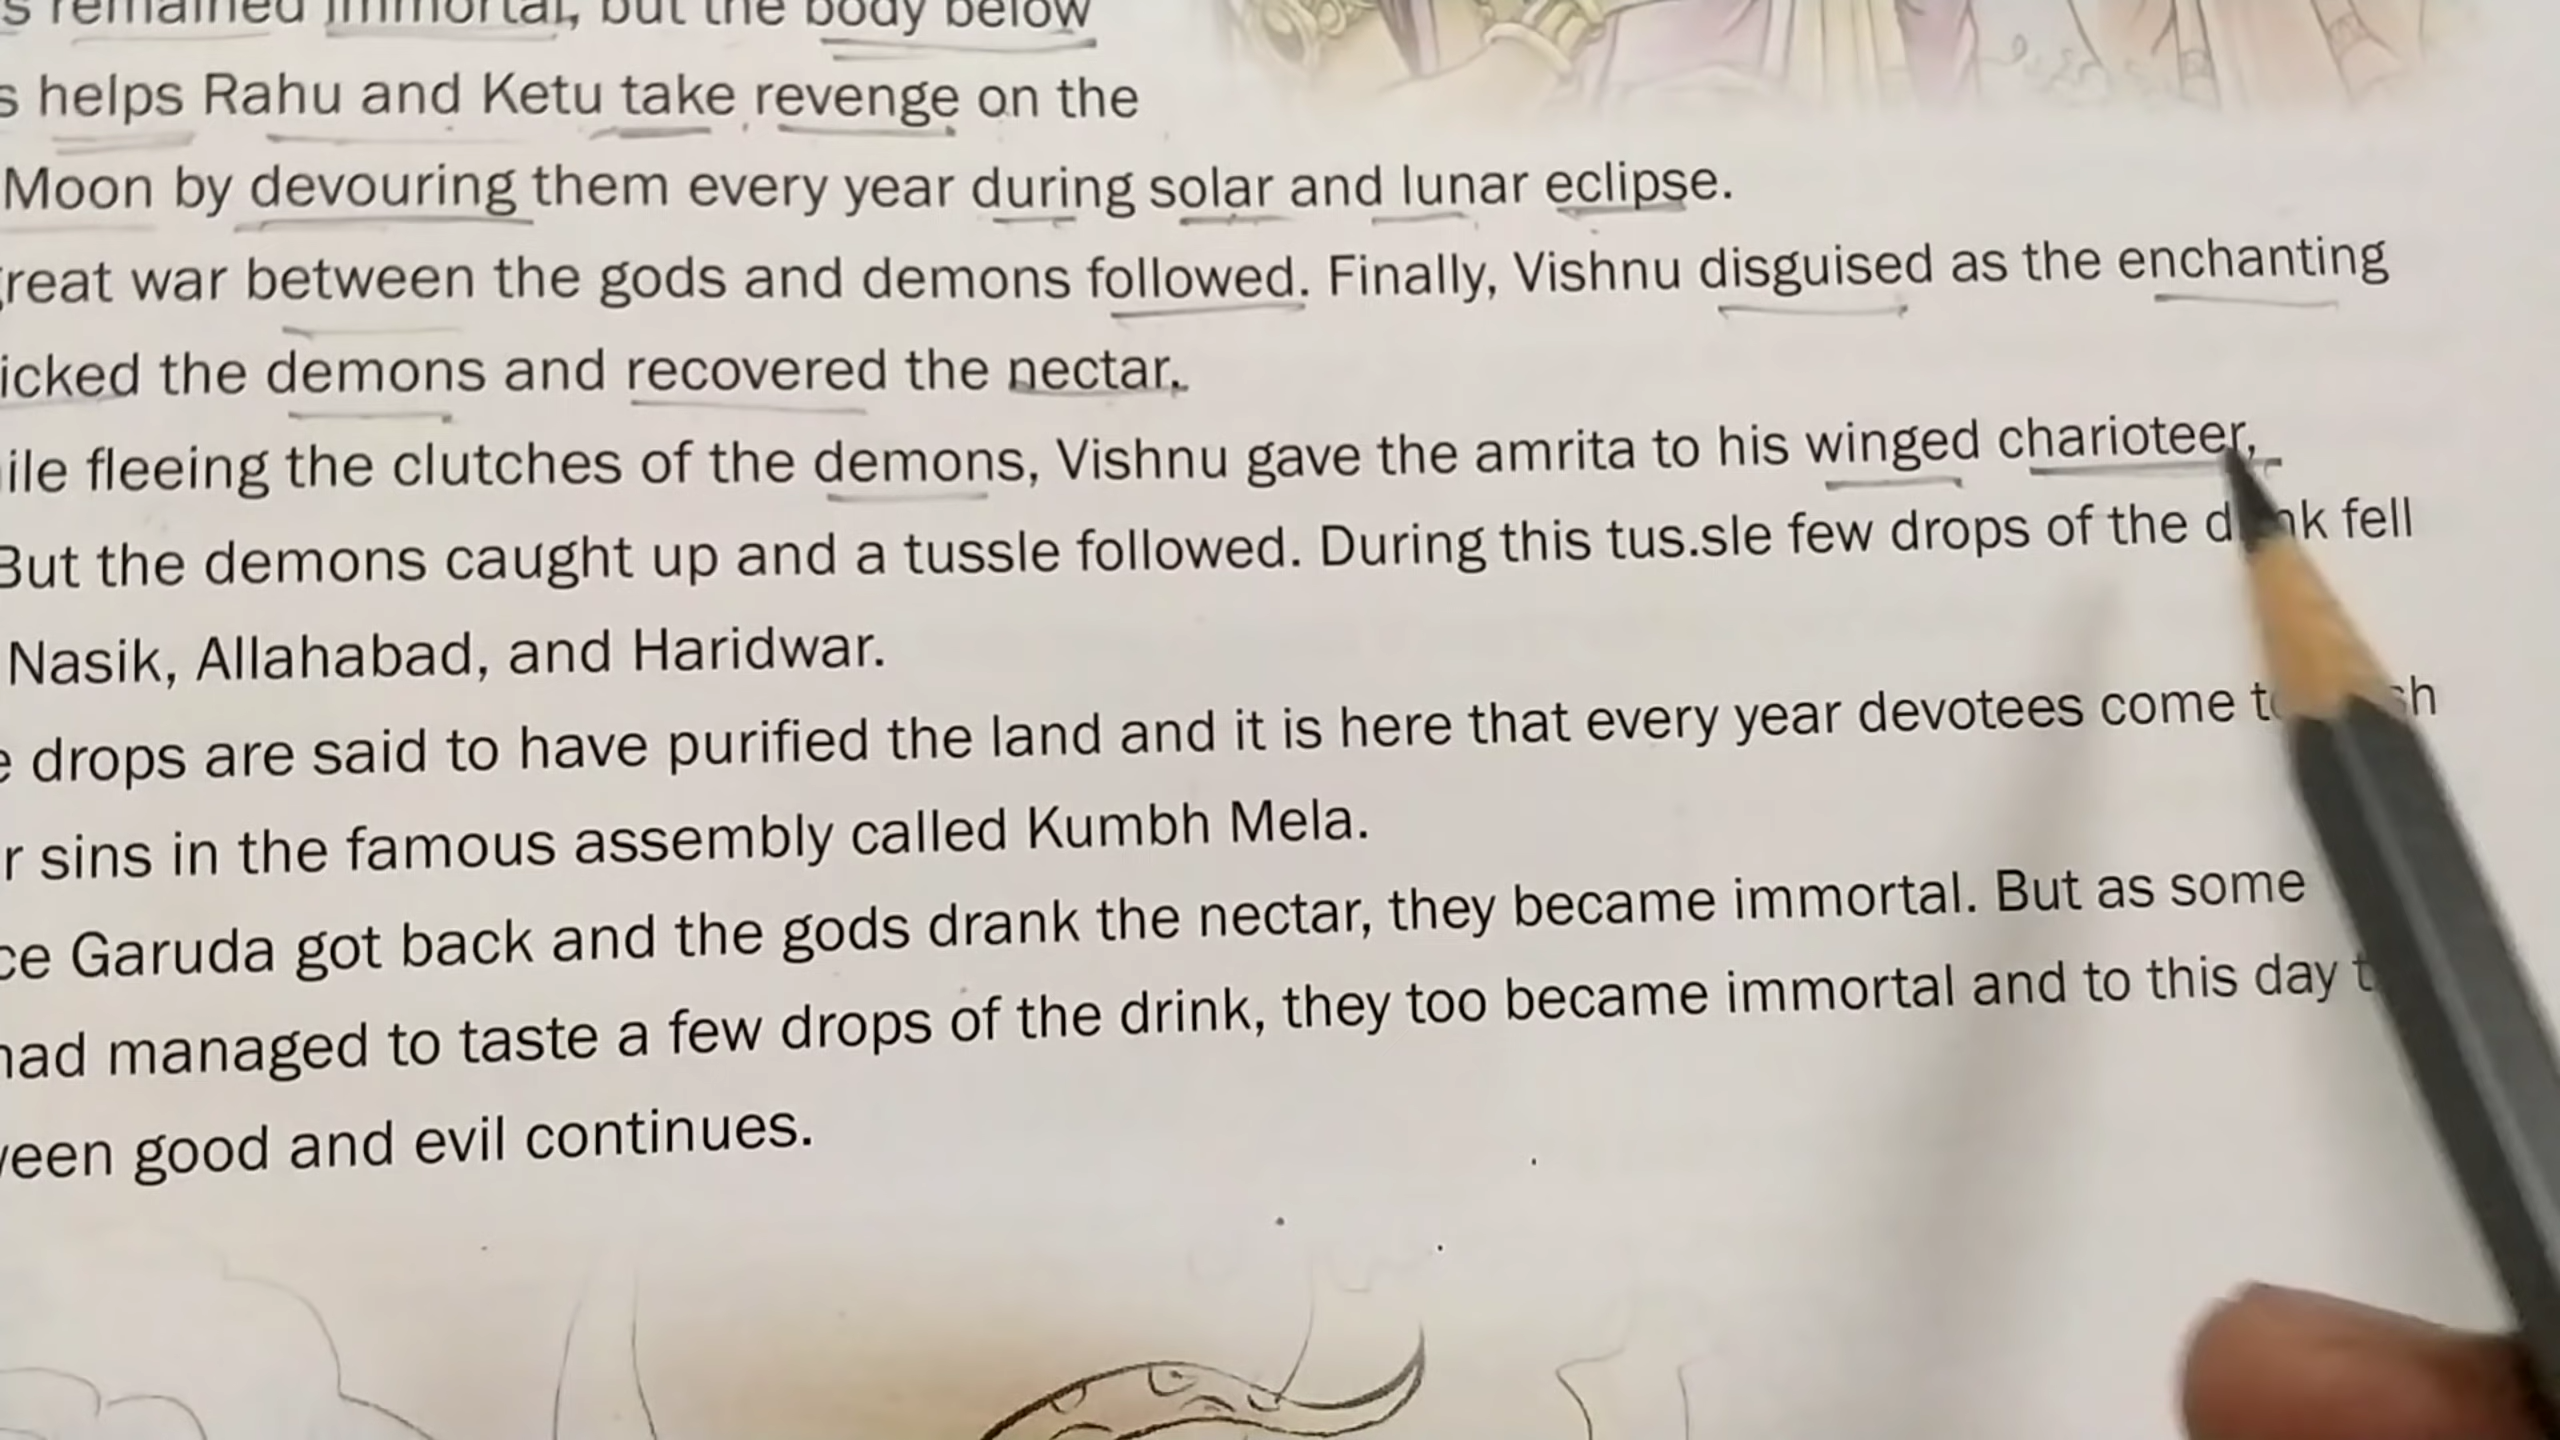 remained immortal, but the body below
helps Rahu and Ketu take revenge on the
Moon by devouring them every year during solar and lunar eclipse.
between the gods and demons followed. Finally, Vishnu disguised as the enchanting
the demons and recovered the nectar.
fleeing the clutches of the demons, Vishnu gave the amrita to his winged charioteer,
But the demons caught up and a tussle followed. During this tus.sle few drops of the fell
Nasik, Allahabad, and Haridwar.
drops are said to have purified the land and it is here that every year devotees come
sins in the famous assembly called Kumbh Mela.
Garuda got back and the gods drank the nectar, they became immortal. But as some
had managed to taste a few drops of the drink, they too became immortal and to this day
good and evil continues.